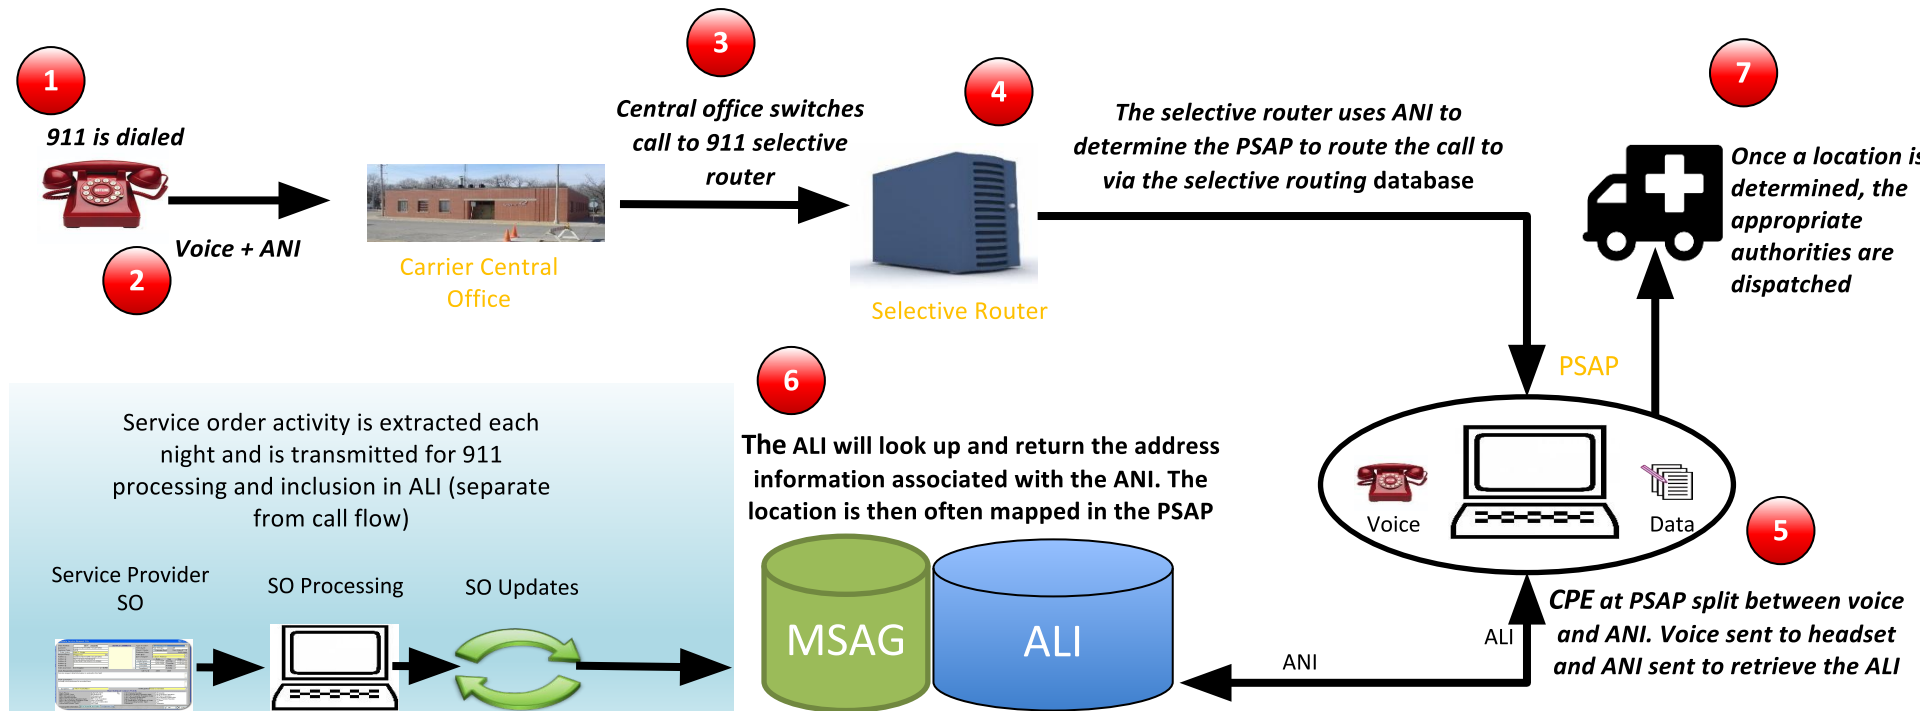 1
911 is dialed
2
Voice + ANI
Carrier Central
Office
3
Central office switches
call to 911 selective
router
4
Selective Router
The selective router uses ANI to
determine the PSAP to route the call to
via the selective routing database
7
Once a location is
determined, the
appropriate
authorities are
dispatched
PSAP
Voice
Data
5
CPE at PSAP split between voice
and ANI. Voice sent to headset
and ANI sent to retrieve the ALI
ALI
ANI
6
The ALI will look up and return the address
information associated with the ANI. The
location is then often mapped in the PSAP
MSAG
ALI
Service order activity is extracted each
night and is transmitted for 911
processing and inclusion in ALI (separate
from call flow)
Service Provider
SO
SO Processing
SO Updates